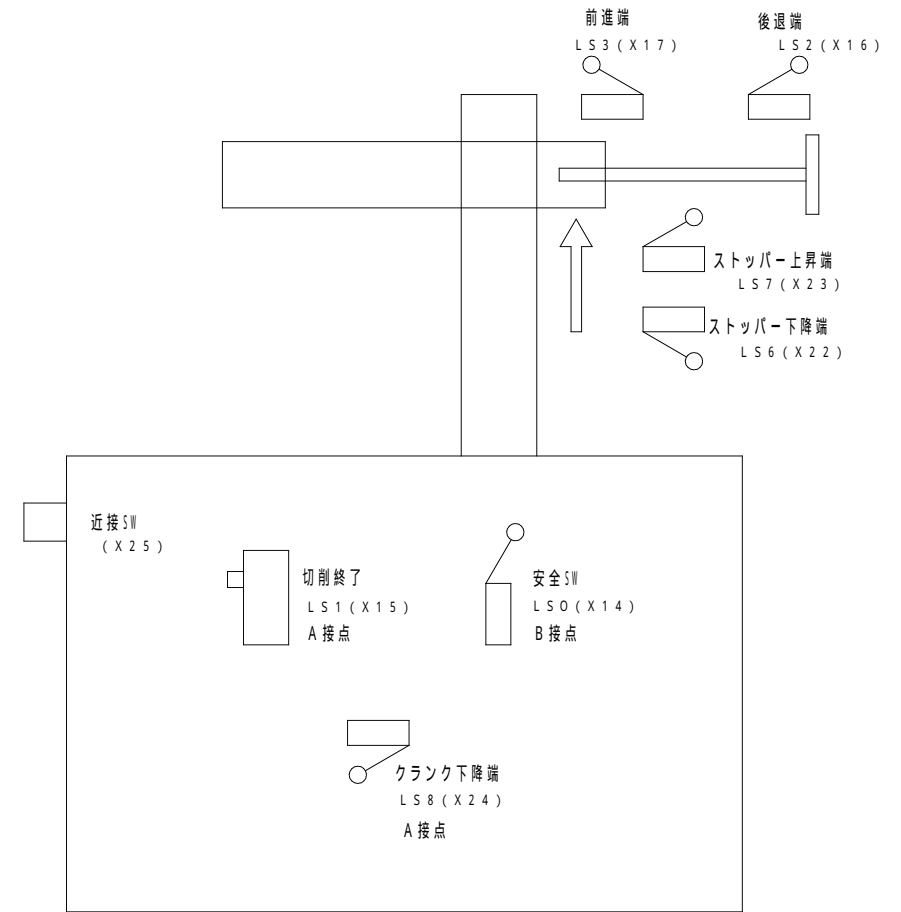 前進端
LS3(X17)
後退端
LS2(X16)
ストッパー上昇端
LS7(X23)
ストッパー下降端
LS6(X22)
近接SW
(X25)
切削終了
LS1(X15)
A接点
安全SW
LS0(X14)
B接点
クランク下降端
LS8(X24)
A接点